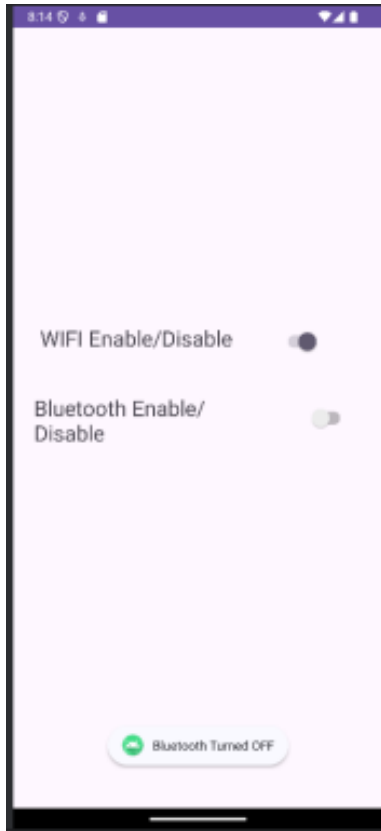 8:14
WIFI Enable/Disable
Bluetooth Enable/
Disable
Bluetooth Turned OFF